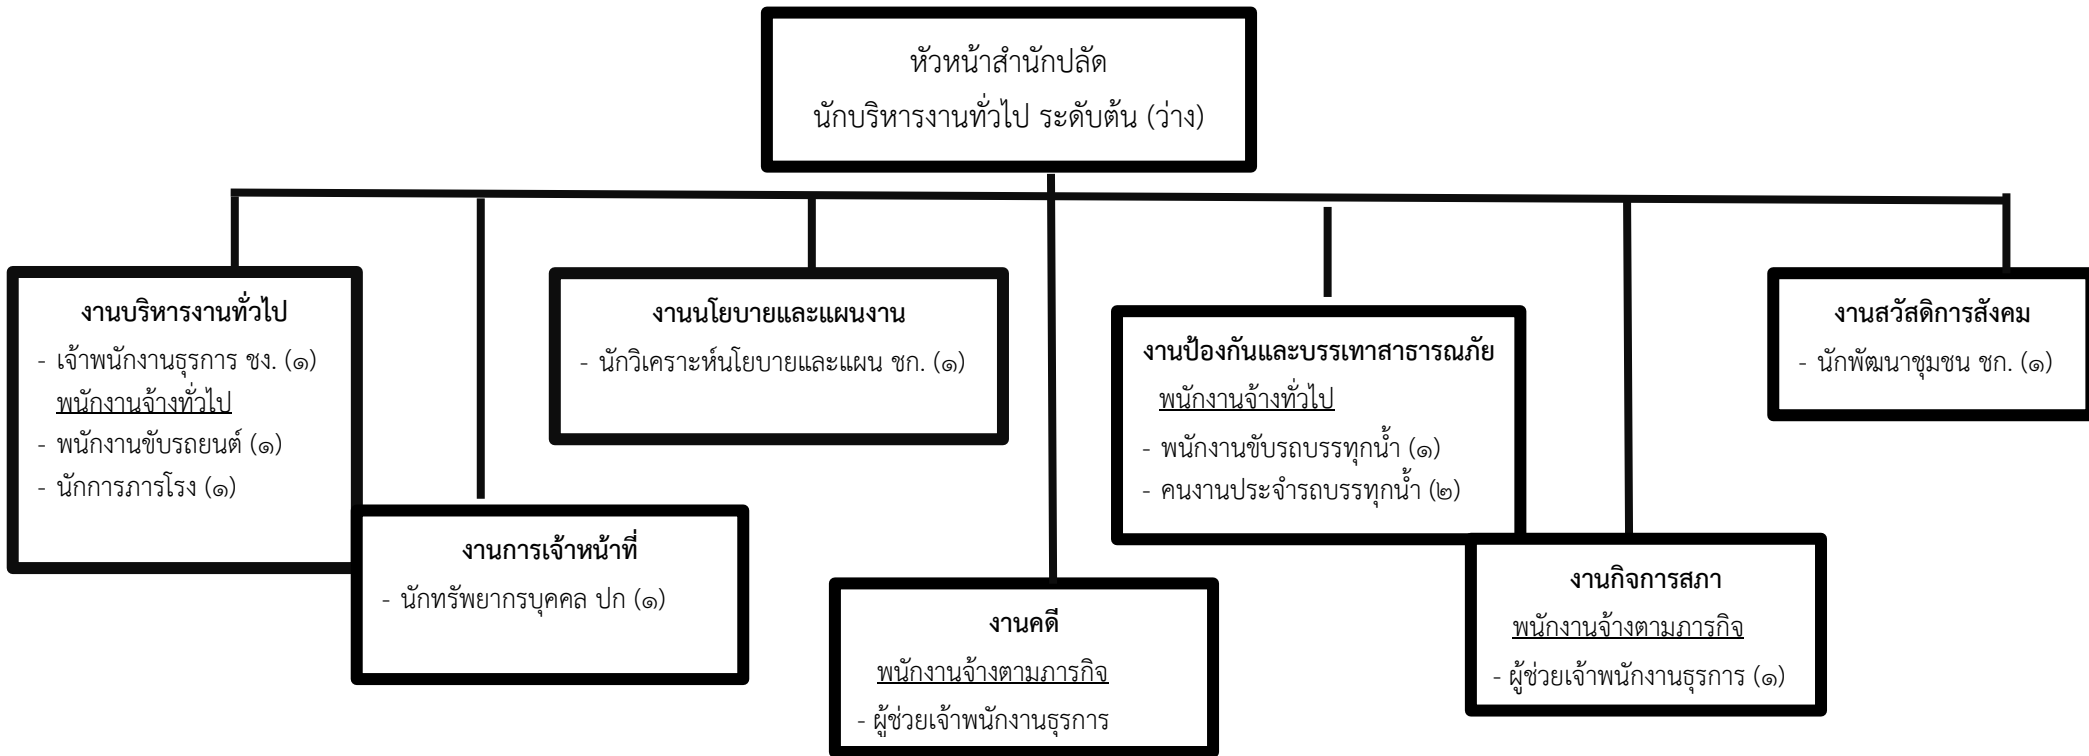 หัวหน้าสำนักปลัด
นักบริหารงานทั่วไป ระดับต้น (ว่าง)
งานบริหารงานทั่วไป
- เจ้าพนักงานธุรการ ชง. (๑)
พนักงานจ้างทั่วไป
- พนักงานขับรถยนต์ (๑)
- นักการภารโรง (๑)
งานการเจ้าหน้าที่
- นักทรัพยากรบุคคล ปก (๑)
งานนโยบายและแผนงาน
- นักวิเคราะห์นโยบายและแผน ชก. (๑)
งานคดี
พนักงานจ้างตามภารกิจ
- ผู้ช่วยเจ้าพนักงานธุรการ
งานป้องกันและบรรเทาสาธารณภัย
พนักงานจ้างทั่วไป
- พนักงานขับรถบรรทุกน้ำ (๑)
- คนงานประจำรถบรรทุกน้ำ (๒)
งานกิจการสภา
พนักงานจ้างตามภารกิจ
- ผู้ช่วยเจ้าพนักงานธุรการ (๑)
งานสวัสดิการสังคม
- นักพัฒนาชุมชน ชก. (๑)